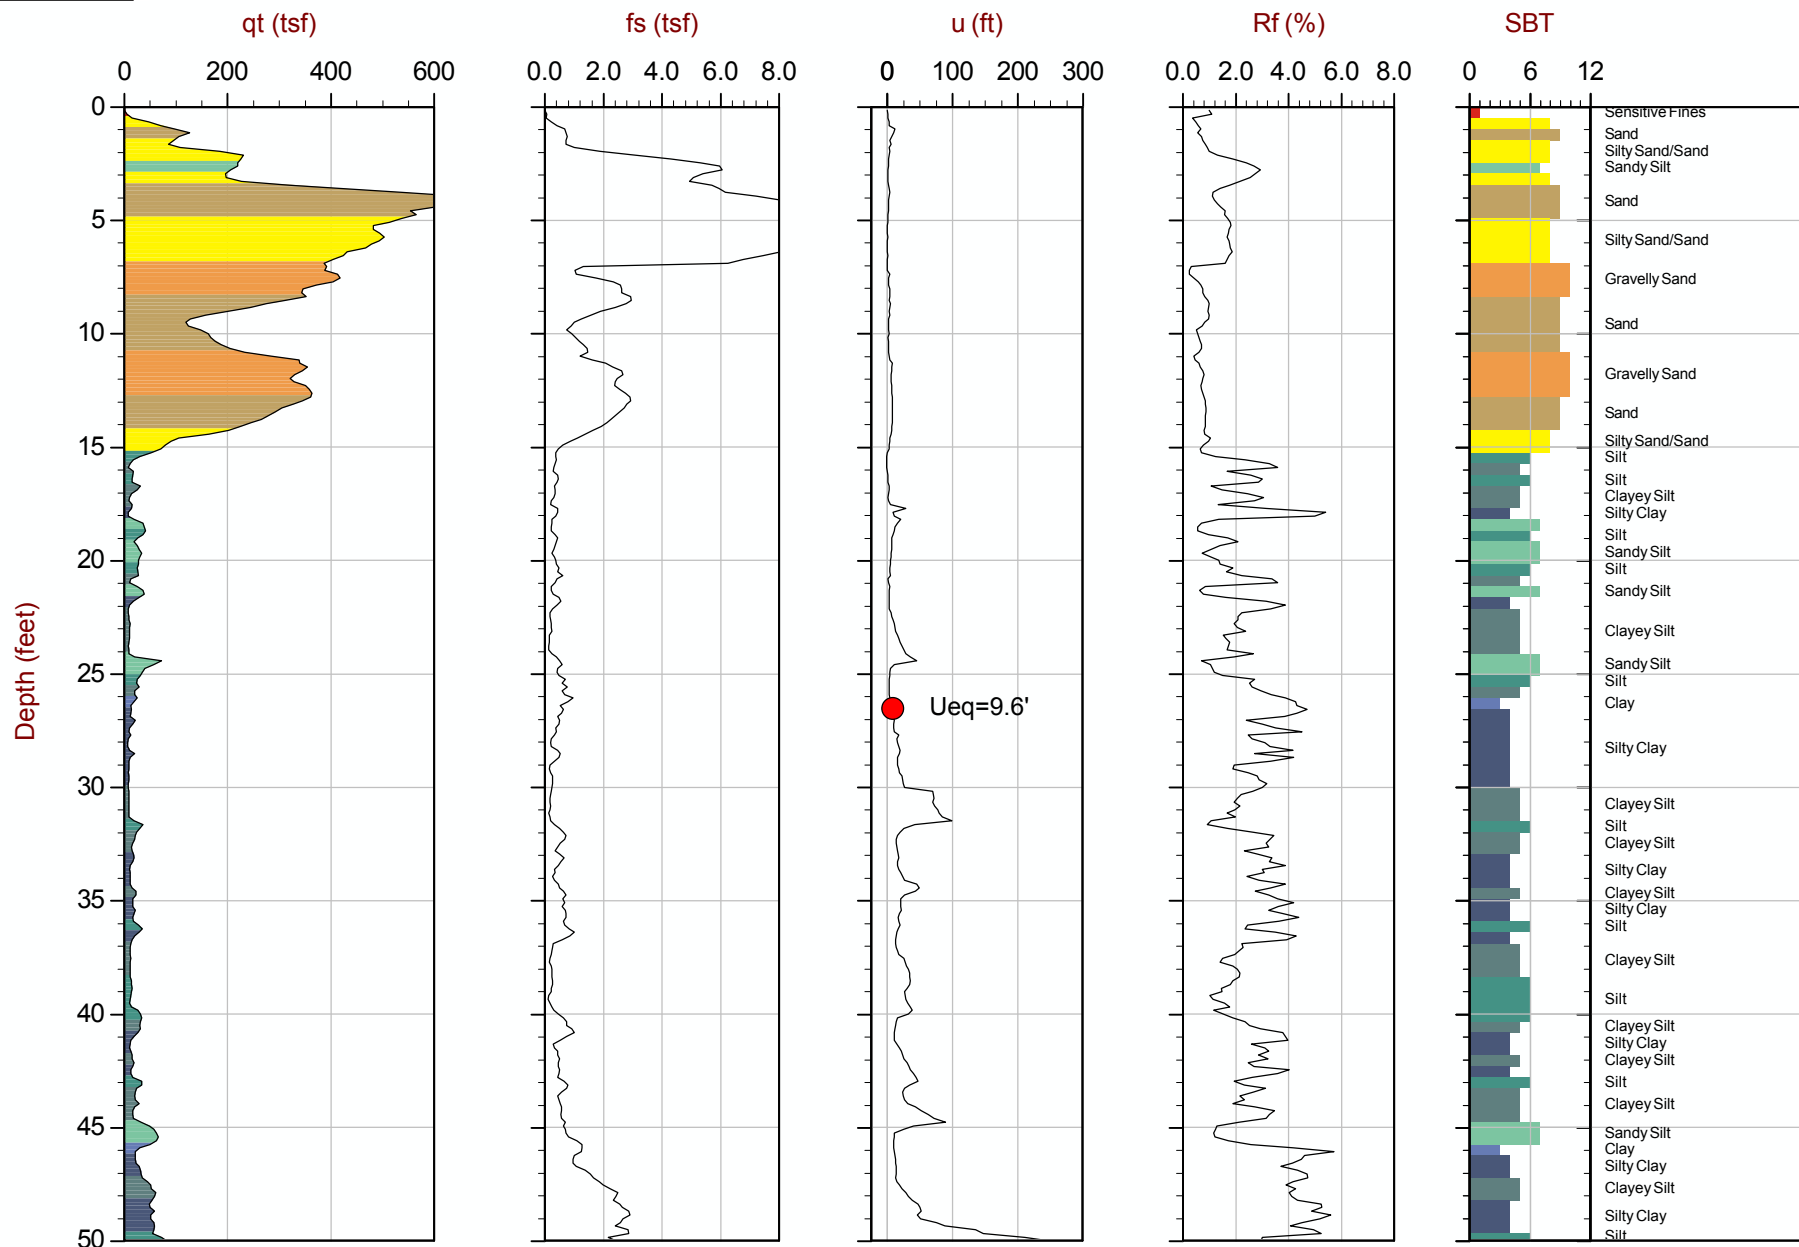 qt (tsf) fs (tsf) u (ft) Rf (%) SBT
0 200 400 600 0.0 2.0 4.0 6.0 8.0 0 100 200 300 0.0 2.0 4.0 6.0 8.0 0 6 12
0
Sensitive Fines
Sand
Silty Sand/Sand
Sandy Silt
Sand
5
Silty Sand/Sand
Gravelly Sand
Sand
10
Gravelly Sand
Sand
Silty Sand/Sand
15
Silt
Silt
Clayey Silt
Silty Clay
Silt
Sandy Silt
20
Silt
Sandy Silt
Clayey Silt
Sandy Silt
25
Silt
Clay
Ueq=9.6'
Depth (feet)
Silty Clay
30
Clayey Silt
Silt
Clayey Silt
Silty Clay
Clayey Silt
35
Silty Clay
Silt
Clayey Silt
Silt
40
Clayey Silt
Silty Clay
Clayey Silt
Silt
Clayey Silt
45
Sandy Silt
Clay
Silty Clay
Clayey Silt
Silty Clay
Silt
50